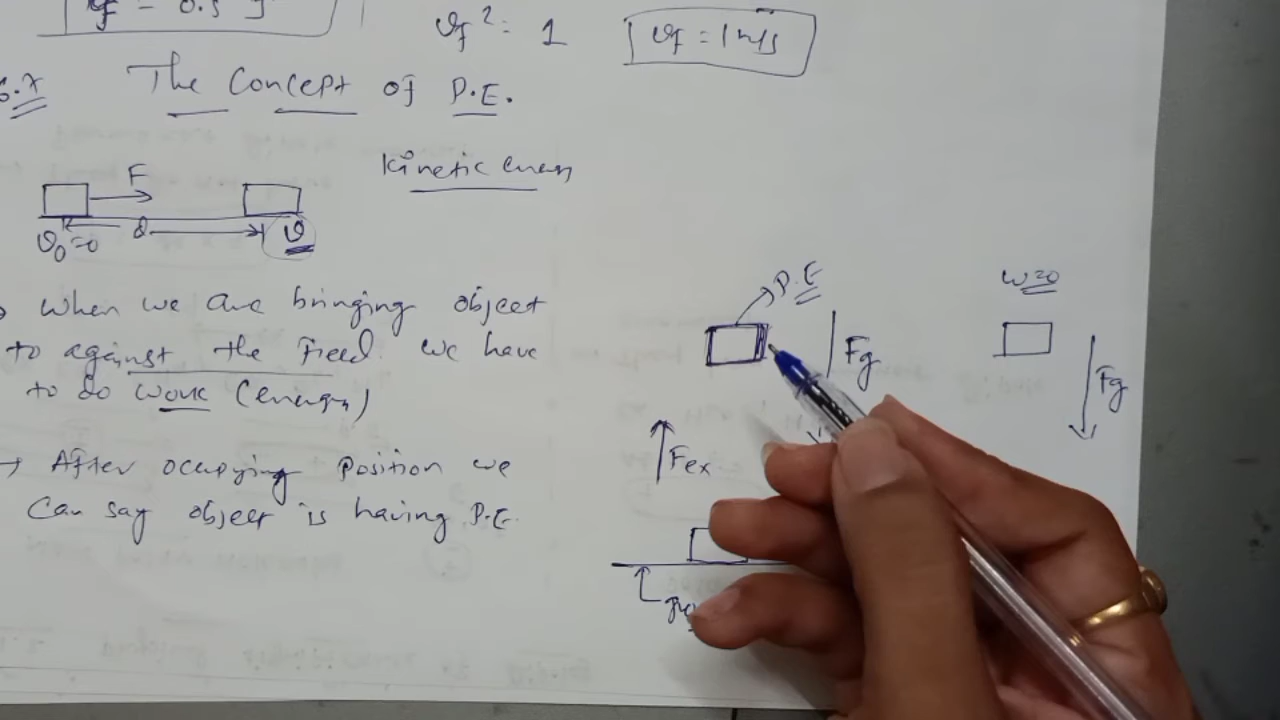 vf² = 1
vf = 1 m/s
The Concept of P.E.
Kinetic energy
F
v₀=0
d
v
When we are bringing object
to against the Field we have
to do work (energy)
→ After occupying position we
Can say object is having P.E.
P.E
Fg
Fex
w=0
Fg